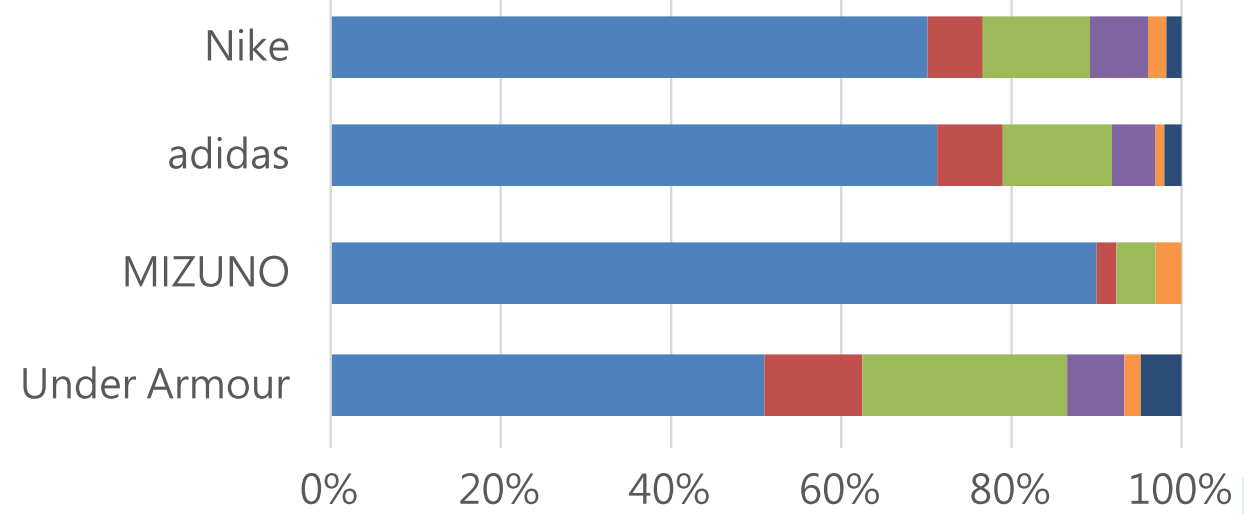 Nike
adidas
MIZUNO
Under Armour
0% 20% 40% 60% 80% 100%